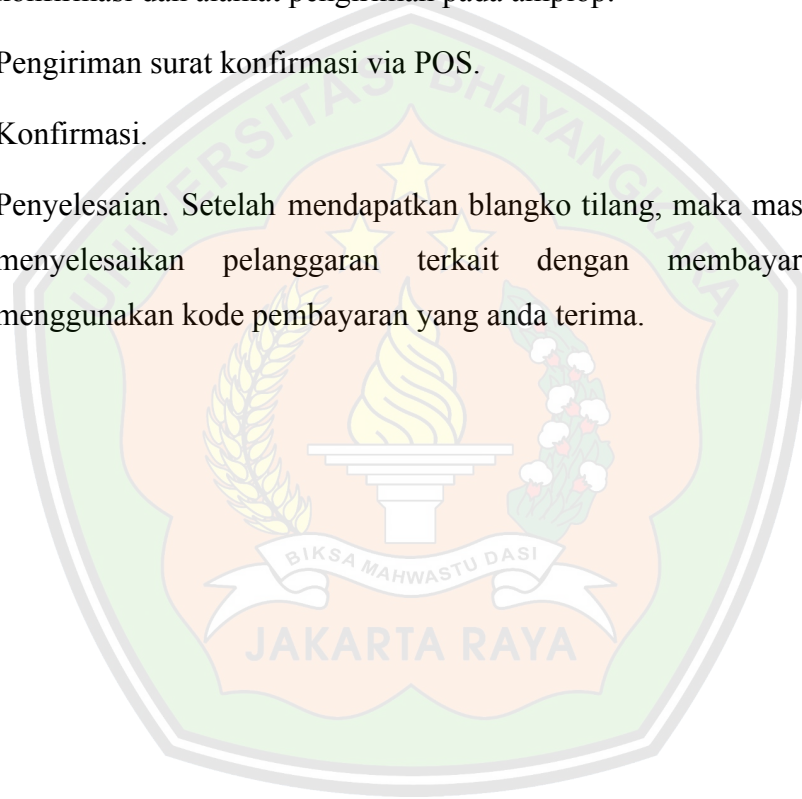 konfirmasi dan alamat pengiriman pada amplop.
Pengiriman surat konfirmasi via POS.
Konfirmasi.
Penyelesaian. Setelah mendapatkan blangko tilang, maka mas
menyelesaikan pelanggaran terkait dengan membayar
menggunakan kode pembayaran yang anda terima.
UNIVERSITAS BHAYANGKARA
BIKSA MAHWASTU DASI
JAKARTA RAYA